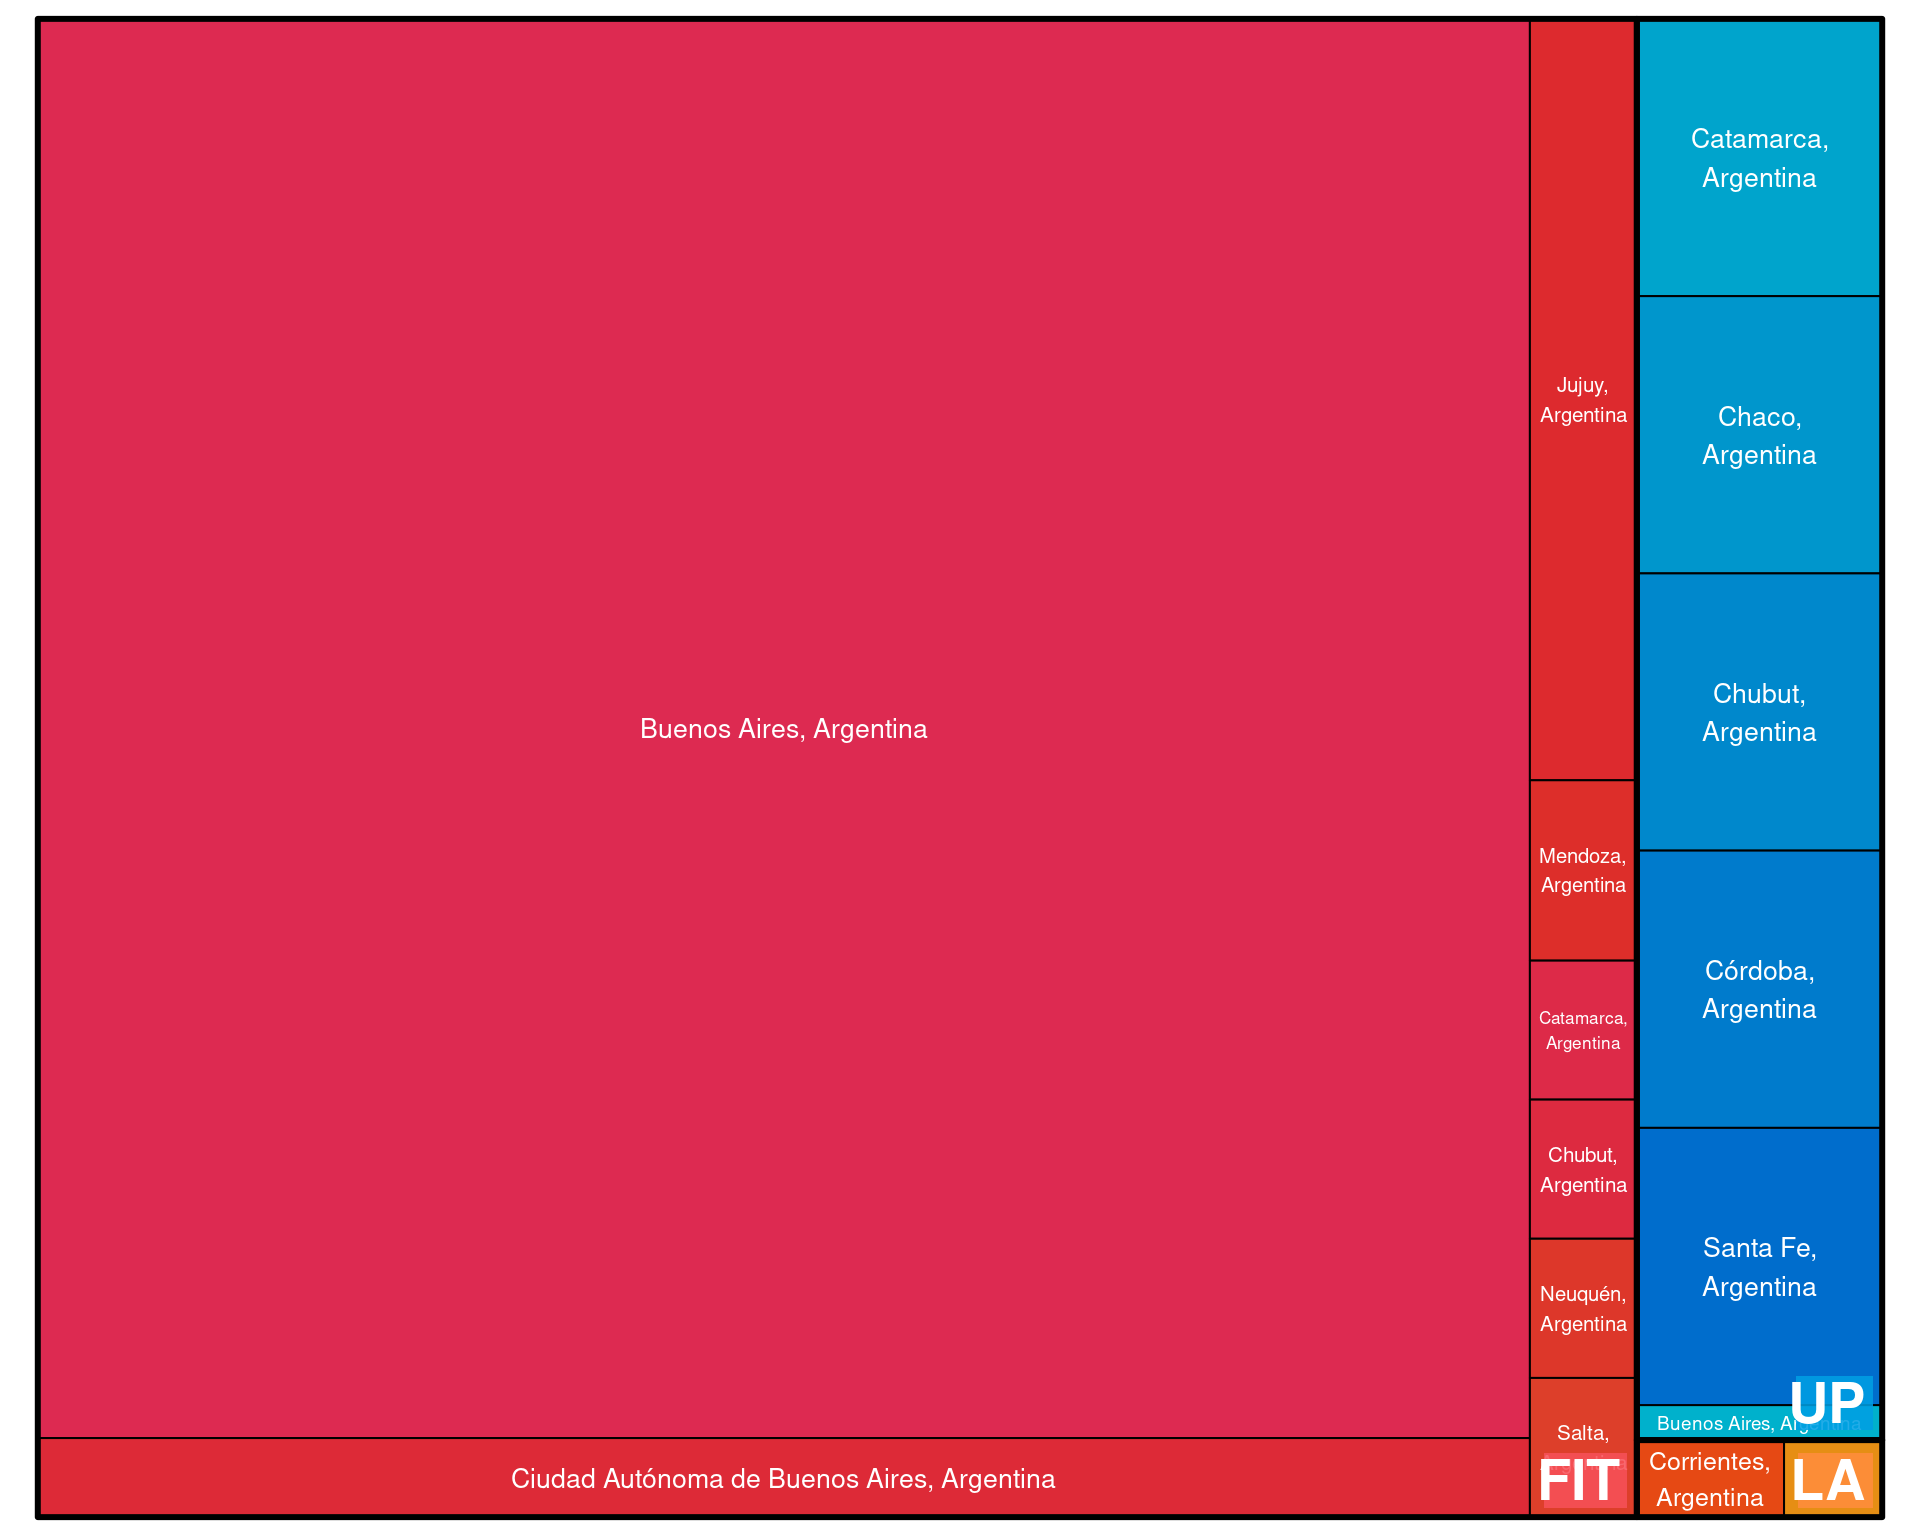 Buenos Aires, Argentina
Ciudad Autónoma de Buenos Aires, Argentina
Jujuy,
Argentina
Mendoza,
Argentina
Catamarca,
Argentina
Chubut,
Argentina
Neuquén,
Argentina
Salta,
Argentina
FIT
Catamarca,
Argentina
Chaco,
Argentina
Chubut,
Argentina
Córdoba,
Argentina
Santa Fe,
Argentina
UP
Buenos Aires, Argentina
Corrientes,
Argentina
LA